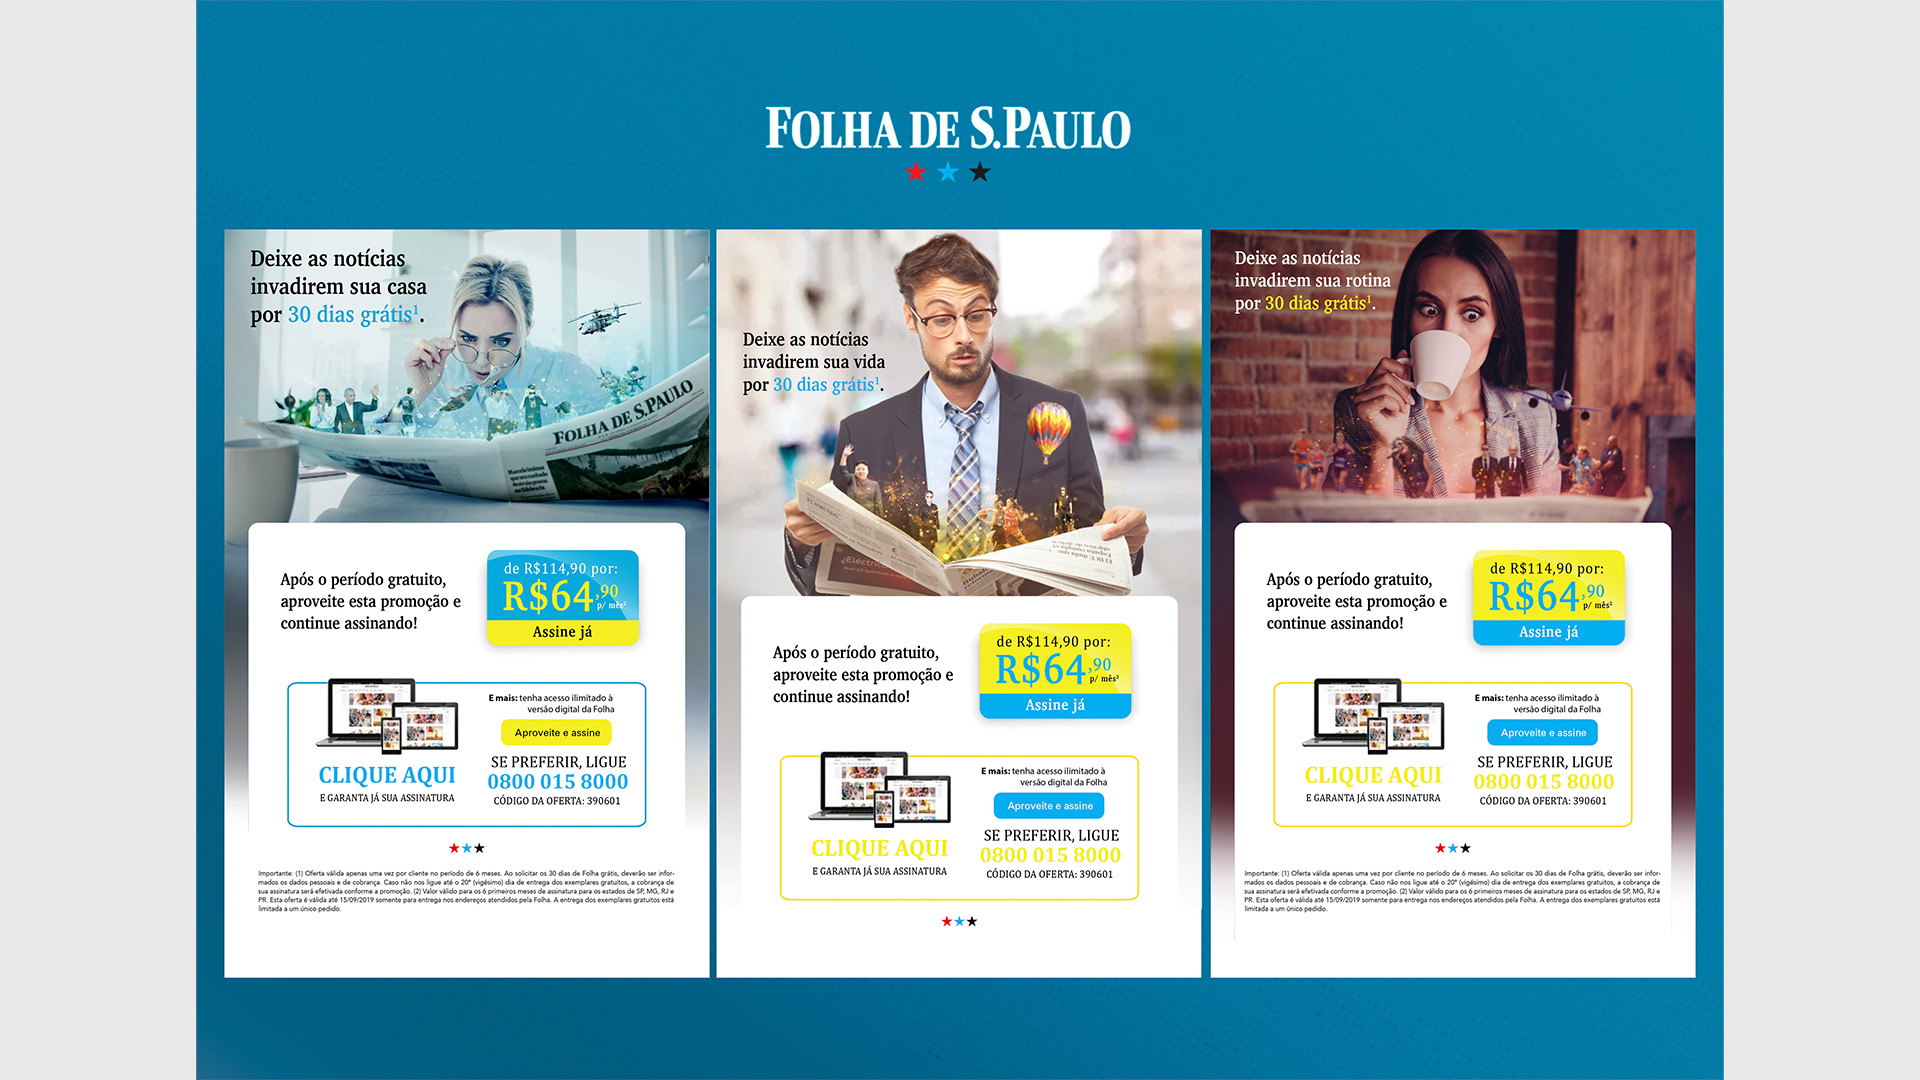 FOLHA DE S.PAULO
Deixe as notícias
invadirem sua casa
por 30 dias grátis¹.
FOLHA DE S.PAULO
Após o período gratuito,
aproveite esta promoção e
continue assinando!
de R$114,90 por:
R$64,90
p/ mês²
Assine já
E mais: tenha acesso ilimitado à
versão digital da Folha
Aproveite e assine
CLIQUE AQUI
E GARANTA JÁ SUA ASSINATURA
SE PREFERIR, LIGUE
0800 015 8000
CÓDIGO DA OFERTA: 390601
Importante: (1) Oferta válida apenas uma vez por cliente no período de 6 meses. Ao solicitar os 30 dias de Folha grátis, deverão ser infor-
mados os dados pessoais e de cobrança. Caso não nos ligue até o 20º (vigésimo) dia de entrega dos exemplares gratuitos, a cobrança de
sua assinatura será efetivada conforme a promoção. (2) Valor válido para os 6 primeiros meses de assinatura para os estados de SP, MG, RJ e
PR. Esta oferta é válida até 15/09/2019 somente para entrega nos endereços atendidos pela Folha. A entrega dos exemplares gratuitos está
limitada a um único pedido.
Deixe as notícias
invadirem sua vida
por 30 dias grátis¹.
Após o período gratuito,
aproveite esta promoção e
continue assinando!
de R$114,90 por:
R$64,90
p/ mês²
Assine já
E mais: tenha acesso ilimitado à
versão digital da Folha
Aproveite e assine
CLIQUE AQUI
E GARANTA JÁ SUA ASSINATURA
SE PREFERIR, LIGUE
0800 015 8000
CÓDIGO DA OFERTA: 390601
Deixe as notícias
invadirem sua rotina
por 30 dias grátis¹.
Após o período gratuito,
aproveite esta promoção e
continue assinando!
de R$114,90 por:
R$64,90
p/ mês²
Assine já
E mais: tenha acesso ilimitado à
versão digital da Folha
Aproveite e assine
CLIQUE AQUI
E GARANTA JÁ SUA ASSINATURA
SE PREFERIR, LIGUE
0800 015 8000
CÓDIGO DA OFERTA: 390601
Importante: (1) Oferta válida apenas uma vez por cliente no período de 6 meses. Ao solicitar os 30 dias de Folha grátis, deverão ser infor-
mados os dados pessoais e de cobrança. Caso não nos ligue até o 20º (vigésimo) dia de entrega dos exemplares gratuitos, a cobrança de
sua assinatura será efetivada conforme a promoção. (2) Valor válido para os 6 primeiros meses de assinatura para os estados de SP, MG, RJ e
PR. Esta oferta é válida até 15/09/2019 somente para entrega nos endereços atendidos pela Folha. A entrega dos exemplares gratuitos está
limitada a um único pedido.